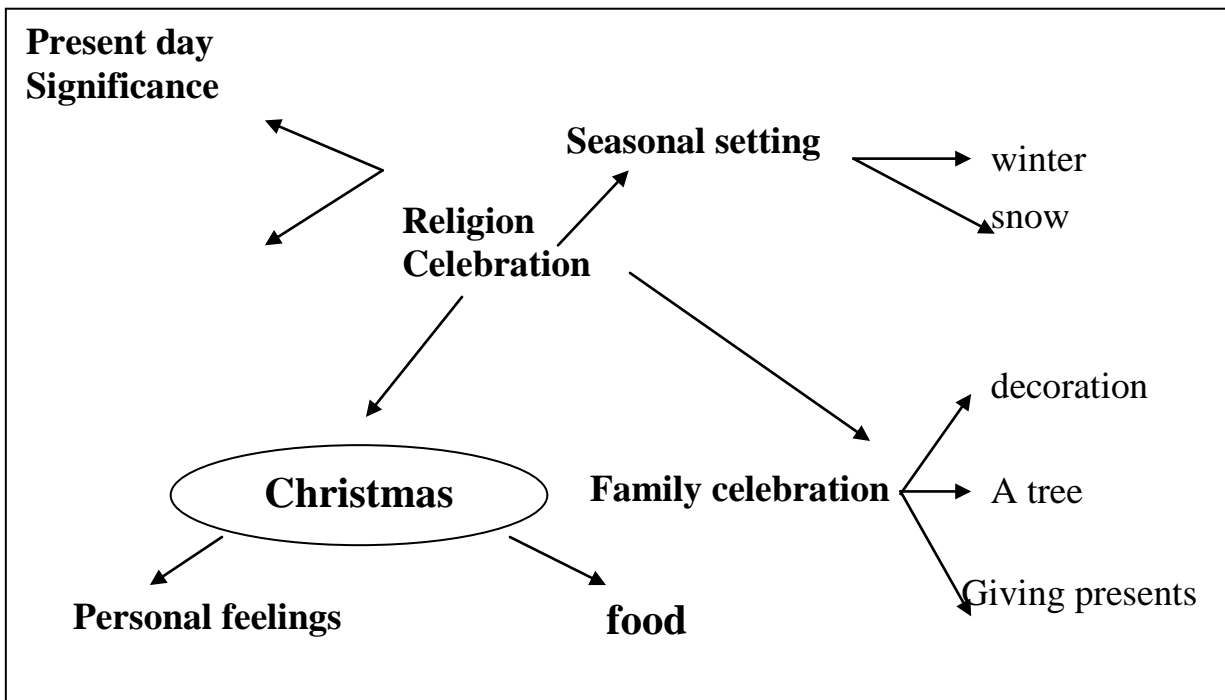 Present day
Significance
Seasonal setting
winter
snow
Religion
Celebration
decoration
Christmas
Family celebration
A tree
Giving presents
Personal feelings
food